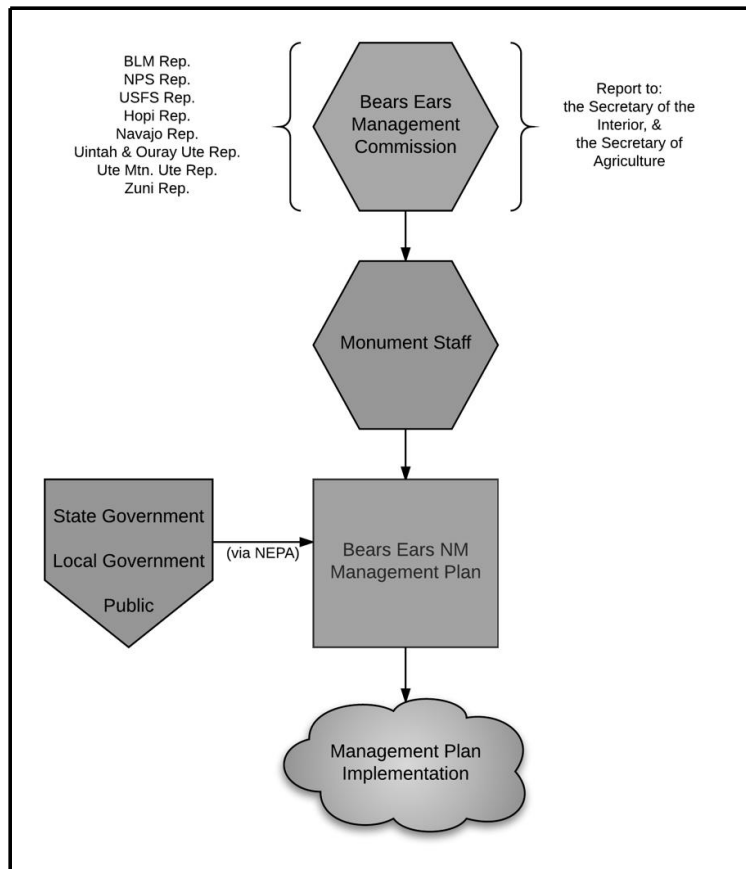 BLM Rep.
NPS Rep.
USFS Rep.
Hopi Rep.
Navajo Rep.
Uintah & Ouray Ute Rep.
Ute Mtn. Ute Rep.
Zuni Rep.
Bears Ears
Management
Commission
Report to:
the Secretary of the
Interior, &
the Secretary of
Agriculture
Monument Staff
State Government
Local Government
Public
(via NEPA)
Bears Ears NM
Management Plan
Management Plan
Implementation